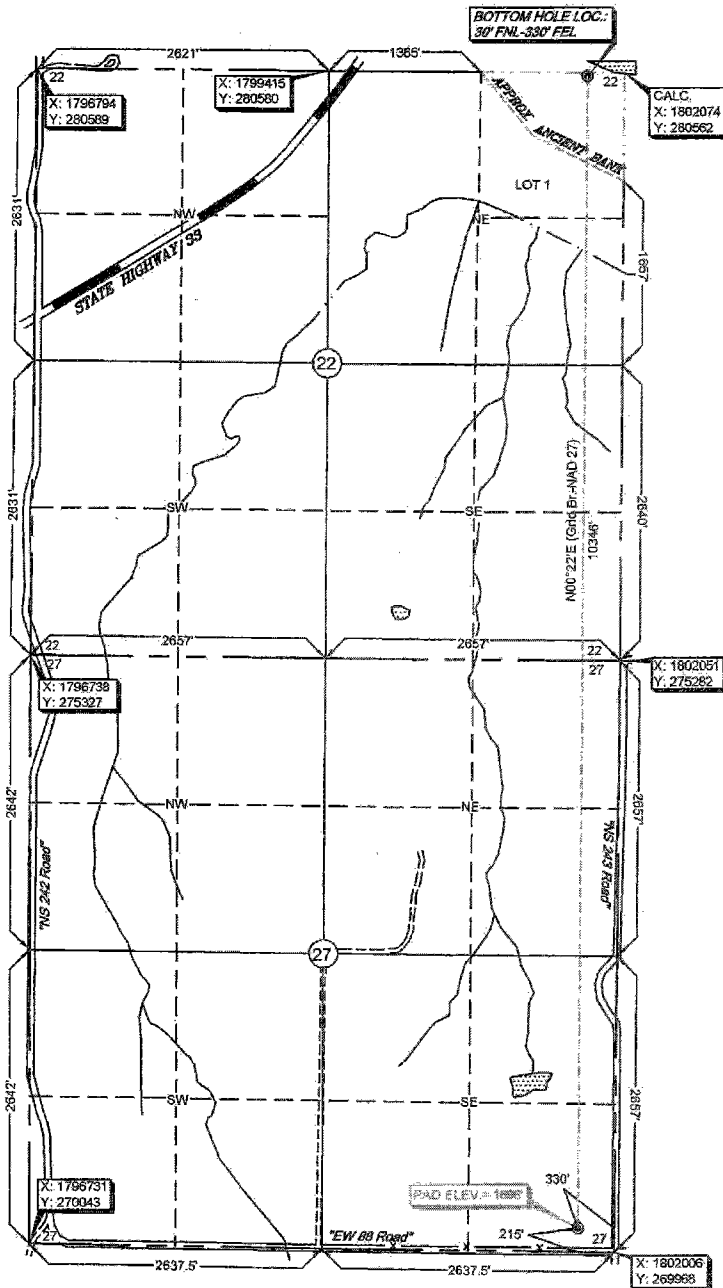 BOTTOM HOLE LOC.:
30' FNL-330' FEL
2621'
1365'
22
X: 1796794
Y: 280589
X: 1799415
Y: 280580
22
CALC.
X: 1802074
Y: 280562
APPROX ANCIENT BANK
LOT 1
NW
NE
STATE HIGHWAY 33
2631'
1657'
22
2631'
SW
SE
N00°22'E (Grid Br.-NAD 27)
10346'
2640'
2657'
2657'
22
27
22
27
X: 1796738
Y: 275327
X: 1802051
Y: 275282
2642'
NW
NE
2657'
"NS 242 Road"
"NS 243 Road"
27
2642'
SW
SE
2657'
X: 1796731
Y: 270043
PAD ELEV.=
330'
215'
27
27
"EW 88 Road"
X: 1802006
Y: 269968
2637.5'
2637.5'